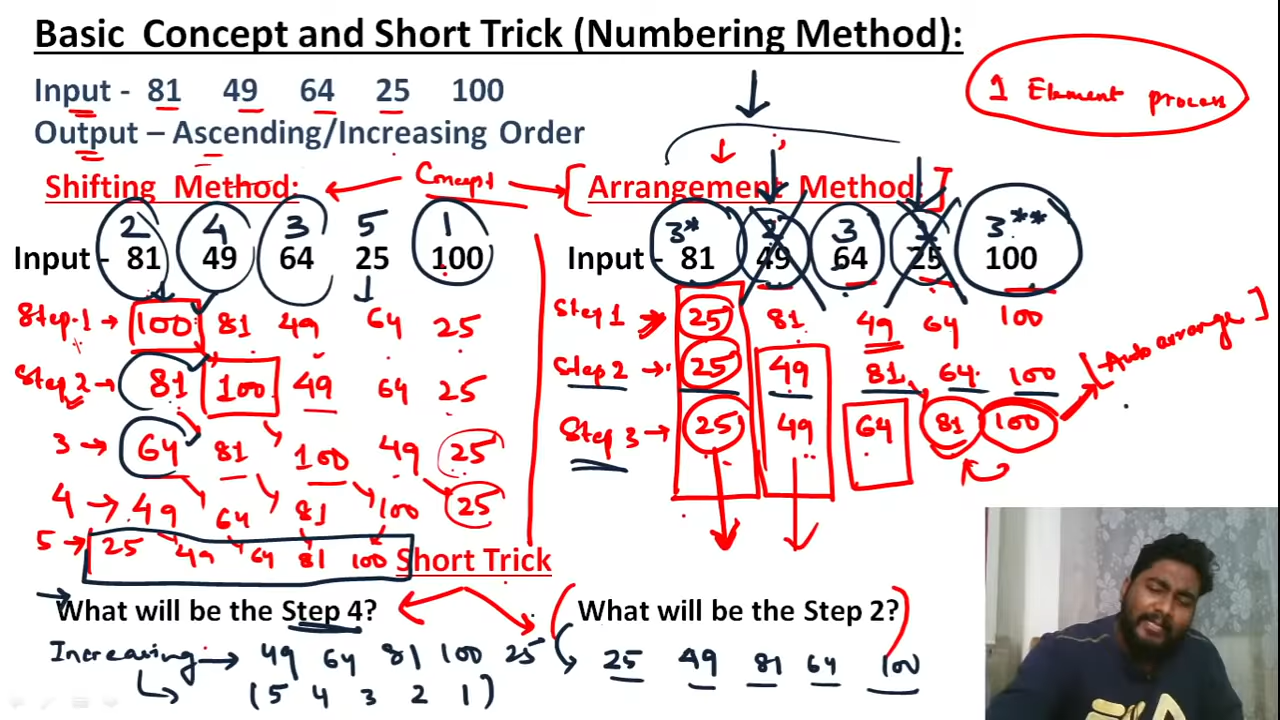 Basic Concept and Short Trick (Numbering Method):
Input - 81 49 64 25 100
1 Element process
Output – Ascending/Increasing Order
Shifting Method:
Concept
[ Arrangement Method ]
2 4 3 5 1
Input - 81 49 64 25 100
3* 3 3**
Input - 81 49 64 25 100
Step-1 → 100 81 49 64 25
Step 2 → 81 100 49 64 25
3 → 64 81 100 49 25
4 → 49 64 81 100 25
5 → 25 49 64 81 100
Step 1 → 25 81 49 64 100
Step 2 → 25 49 81 64 100
Step 3 → 25 49 64 81 100
[Auto arrange]
Short Trick
What will be the Step 4?
Increasing → 49 64 81 100 25
(5 4 3 2 1)
What will be the Step 2?
25 49 81 64 100
FILA